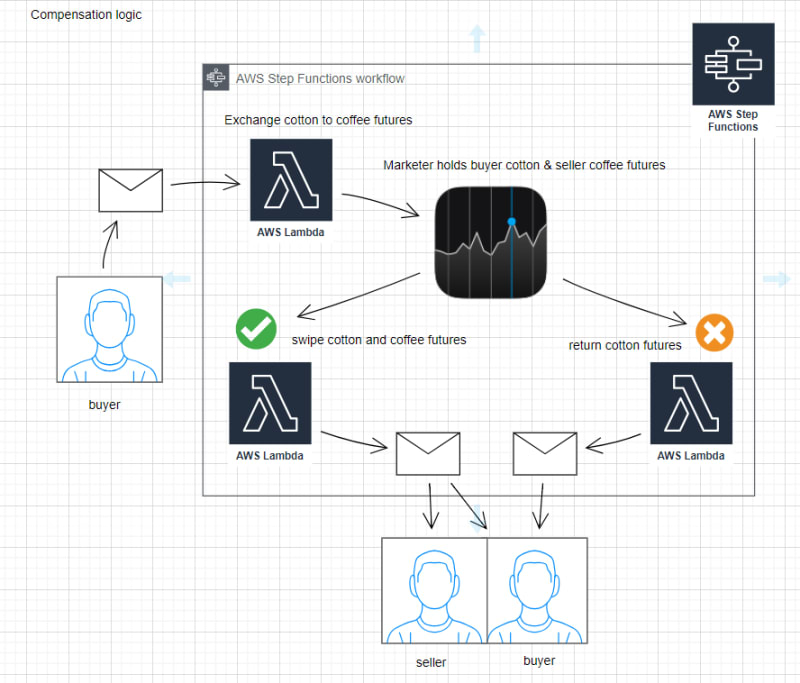 Compensation logic
AWS Step Functions workflow
AWS Step
Functions
Exchange cotton to coffee futures
AWS Lambda
Marketer holds buyer cotton & seller coffee futures
buyer
swipe cotton and coffee futures
return cotton futures
AWS Lambda
AWS Lambda
seller
buyer